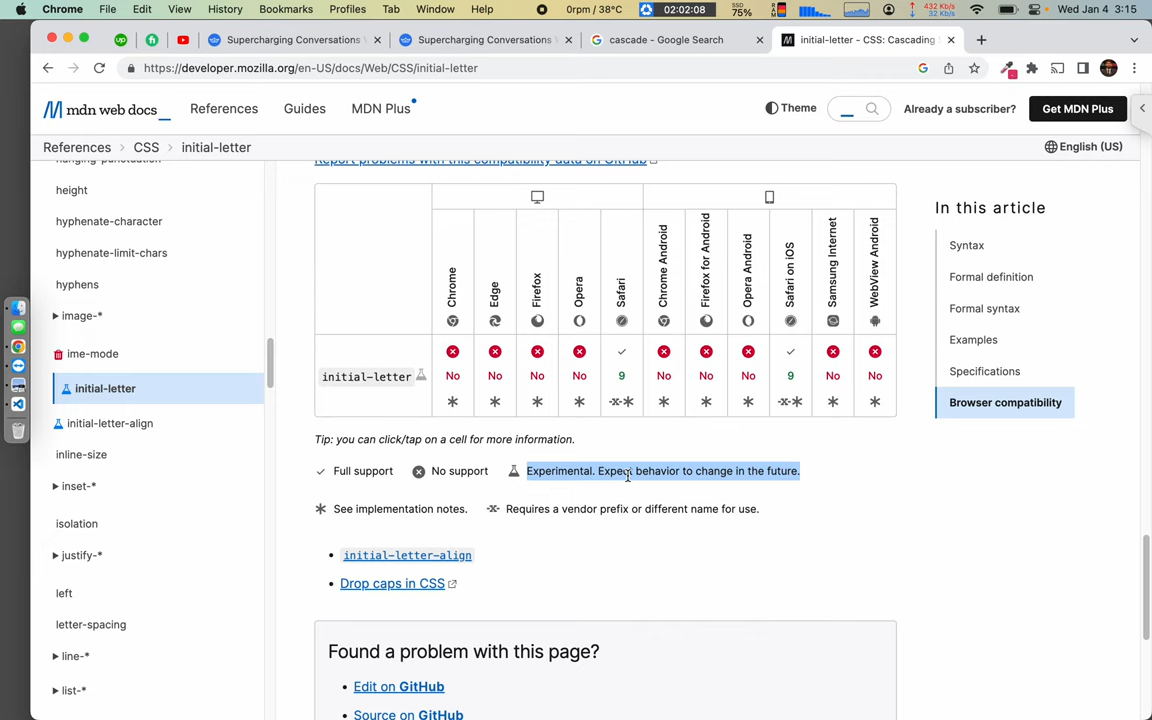 Chrome File Edit View History Bookmarks Profiles Tab Window Help 0rpm / 38°C 2:02:08 SSD 75% 432 Kb/s 32 Kb/s Wed Jan 4 3:15
Supercharging Conversations Supercharging Conversations cascade - Google Search initial-letter - CSS: Cascading
https://developer.mozilla.org/en-US/docs/Web/CSS/initial-letter
mdn web docs_ References Guides MDN Plus Theme Already a subscriber? Get MDN Plus
References CSS initial-letter English (US)
hanging-punctuation
height
hyphenate-character
hyphenate-limit-chars
hyphens
image-*
ime-mode
initial-letter
initial-letter-align
inline-size
inset-*
isolation
justify-*
left
letter-spacing
line-*
list-*
Report problems with this compatibility data on GitHub
Chrome Edge Firefox Opera Safari Chrome Android Firefox for Android Opera Android Safari on iOS Samsung Internet WebView Android
initial-letter No No No No 9 No No No 9 No No
Tip: you can click/tap on a cell for more information.
Full support No support Experimental. Expect behavior to change in the future.
See implementation notes. Requires a vendor prefix or different name for use.
initial-letter-align
Drop caps in CSS
Found a problem with this page?
Edit on GitHub
Source on GitHub
In this article
Syntax
Formal definition
Formal syntax
Examples
Specifications
Browser compatibility